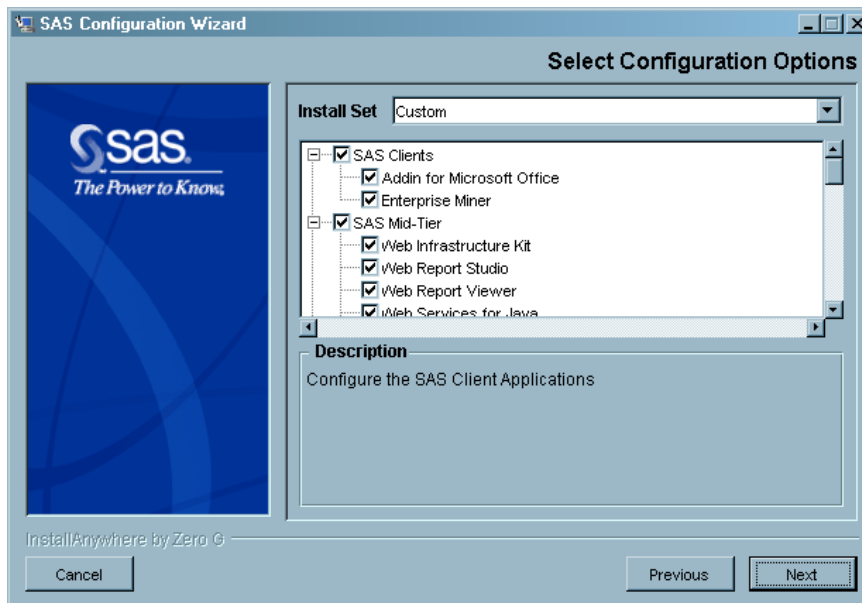 SAS Configuration Wizard
Select Configuration Options
sas.
The Power to Know.
Install Set Custom
SAS Clients
Addin for Microsoft Office
Enterprise Miner
SAS Mid-Tier
Web Infrastructure Kit
Web Report Studio
Web Report Viewer
Web Services for Java
Description
Configure the SAS Client Applications
InstallAnywhere by Zero G
Cancel
Previous
Next